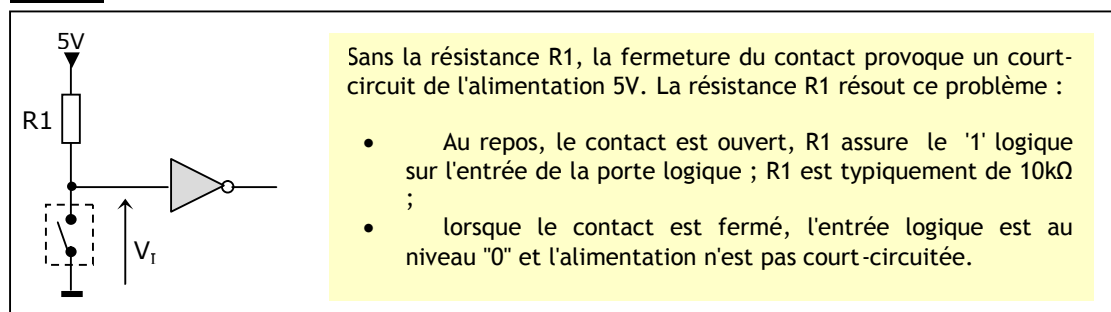 5V
R1
V_I
Sans la résistance R1, la fermeture du contact provoque un court-
circuit de l'alimentation 5V. La résistance R1 résout ce problème :
• Au repos, le contact est ouvert, R1 assure le '1' logique
sur l'entrée de la porte logique ; R1 est typiquement de 10kΩ
;
• lorsque le contact est fermé, l'entrée logique est au
niveau "0" et l'alimentation n'est pas court-circuitée.